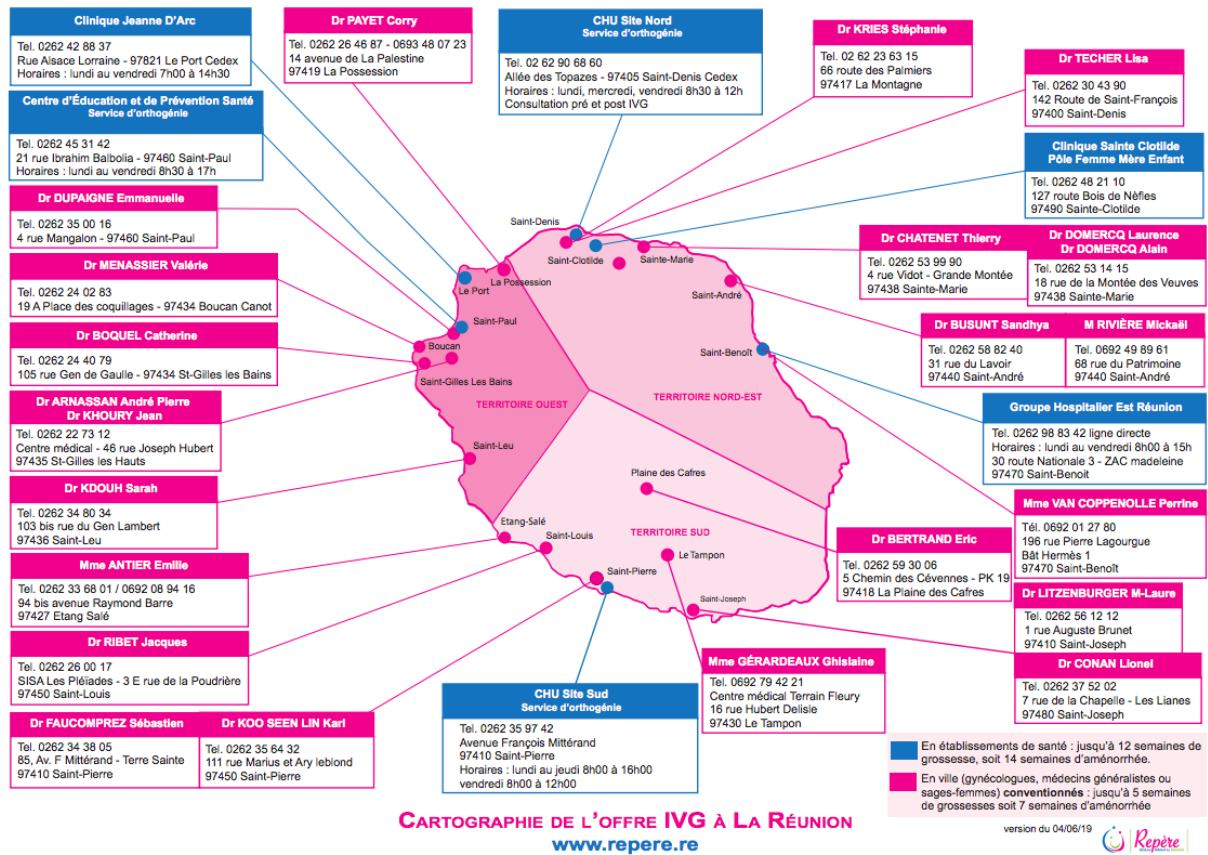 Clinique Jeanne D'Arc
Tel. 0262 42 88 37
Rue Alsace Lorraine - 97821 Le Port Cedex
Horaires : lundi au vendredi 7h00 à 14h30
Dr PAYET Corry
Tel. 0262 26 46 87 - 0693 48 07 23
14 avenue de La Palestine
97419 La Possession
CHU Site Nord
Service d'orthogénie
Tel. 02 62 90 68 60
Allée des Topazes - 97405 Saint-Denis Cedex
Horaires : lundi, mercredi, vendredi 8h30 à 12h
Consultation pré et post IVG
Dr KRIES Stéphanie
Tel. 02 62 23 63 15
66 route des Palmiers
97417 La Montagne
Dr TECHER Lisa
Tel. 0262 30 43 90
142 Route de Saint-François
97400 Saint-Denis
Centre d'Éducation et de Prévention Santé
Service d'orthogénie
Tel. 0262 45 31 42
21 rue Ibrahim Balbolia - 97460 Saint-Paul
Horaires : lundi au vendredi 8h30 à 17h
Clinique Sainte Clotilde
Pôle Femme Mère Enfant
Tel. 0262 48 21 10
127 route Bois de Nèfles
97490 Sainte-Clotilde
Dr DUPAIGNE Emmanuelle
Tel. 0262 35 00 16
4 rue Mangalon - 97460 Saint-Paul
Dr CHATENET Thierry
Tel. 0262 53 99 90
4 rue Vidot - Grande Montée
97438 Sainte-Marie
Dr DOMERCQ Laurence
Dr DOMERCQ Alain
Tel. 0262 53 14 15
18 rue de la Montée des Veuves
97438 Sainte-Marie
Dr MENASSIER Valérie
Tel. 0262 24 02 83
19 A Place des coquillages - 97434 Boucan Canot
Dr BUSUNT Sandhya
Tel. 0262 58 82 40
31 rue du Lavoir
97440 Saint-André
M RIVIÈRE Mickaël
Tel. 0692 49 89 61
68 rue du Patrimoine
97440 Saint-André
Dr BOQUEL Catherine
Tel. 0262 24 40 79
105 rue Gen de Gaulle - 97434 St-Gilles les Bains
Dr ARNASSAN André Pierre
Dr KHOURY Jean
Tel. 0262 22 73 12
Centre médical - 46 rue Joseph Hubert
97435 St-Gilles les Hauts
Groupe Hospitalier Est Réunion
Tel. 0262 98 83 42 ligne directe
Horaires : lundi au vendredi 8h00 à 15h
30 route Nationale 3 - ZAC madeleine
97470 Saint-Benoit
Dr KDOUH Sarah
Tel. 0262 34 80 34
103 bis rue du Gen Lambert
97436 Saint-Leu
Mme VAN COPPENOLLE Perrine
Tél. 0692 01 27 80
196 rue Pierre Lagourgue
Bât Hermès 1
97470 Saint-Benoît
Mme ANTIER Emilie
Tel. 0262 33 68 01 / 0692 08 94 16
94 bis avenue Raymond Barre
97427 Etang Salé
Dr BERTRAND Eric
Tel. 0262 59 30 06
5 Chemin des Cévennes - PK 19
97418 La Plaine des Cafres
Dr LITZENBURGER M-Laure
Tel. 0262 56 12 12
1 rue Auguste Brunet
97410 Saint-Joseph
Dr RIBET Jacques
Tel. 0262 26 00 17
SISA Les Pléïades - 3 E rue de la Poudrière
97450 Saint-Louis
Dr CONAN Lionel
Tel. 0262 37 52 02
7 rue de la Chapelle - Les Lianes
97480 Saint-Joseph
Mme GÉRARDEAUX Ghislaine
Tel. 0692 79 42 21
Centre médical Terrain Fleury
16 rue Hubert Delisle
97430 Le Tampon
CHU Site Sud
Service d'orthogénie
Tel. 0262 35 97 42
Avenue François Mittérand
97410 Saint-Pierre
Horaires : lundi au jeudi 8h00 à 16h00
vendredi 8h00 à 12h00
Dr FAUCOMPREZ Sébastien
Tel. 0262 34 38 05
85, Av. F Mittérand - Terre Sainte
97410 Saint-Pierre
Dr KOO SEEN LIN Karl
Tel. 0262 35 64 32
111 rue Marius et Ary leblond
97450 Saint-Pierre
Saint-Denis
Saint-Clotilde
Sainte-Marie
La Possession
Le Port
Saint-André
Saint-Paul
Boucan
Saint-Benoît
Saint-Gilles Les Bains
TERRITOIRE OUEST
TERRITOIRE NORD-EST
Saint-Leu
Plaine des Cafres
Etang-Salé
Saint-Louis
TERRITOIRE SUD
Le Tampon
Saint-Pierre
Saint-Joseph
En établissements de santé : jusqu'à 12 semaines de
grossesse, soit 14 semaines d'aménorrhée.
En ville (gynécologues, médecins généralistes ou
sages-femmes) conventionnés : jusqu'à 5 semaines
de grossesses soit 7 semaines d'aménorrhée
CARTOGRAPHIE DE L'OFFRE IVG À LA RÉUNION
www.repere.re
version du 04/06/19
Repère